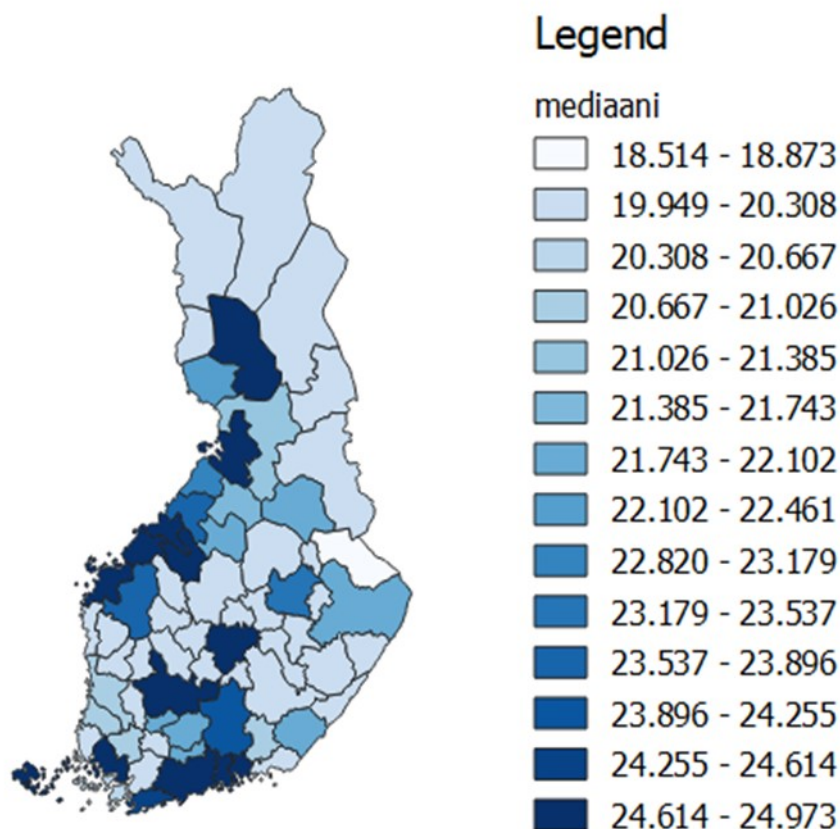 Legend
mediaani
18.514 - 18.873
19.949 - 20.308
20.308 - 20.667
20.667 - 21.026
21.026 - 21.385
21.385 - 21.743
21.743 - 22.102
22.102 - 22.461
22.820 - 23.179
23.179 - 23.537
23.537 - 23.896
23.896 - 24.255
24.255 - 24.614
24.614 - 24.973